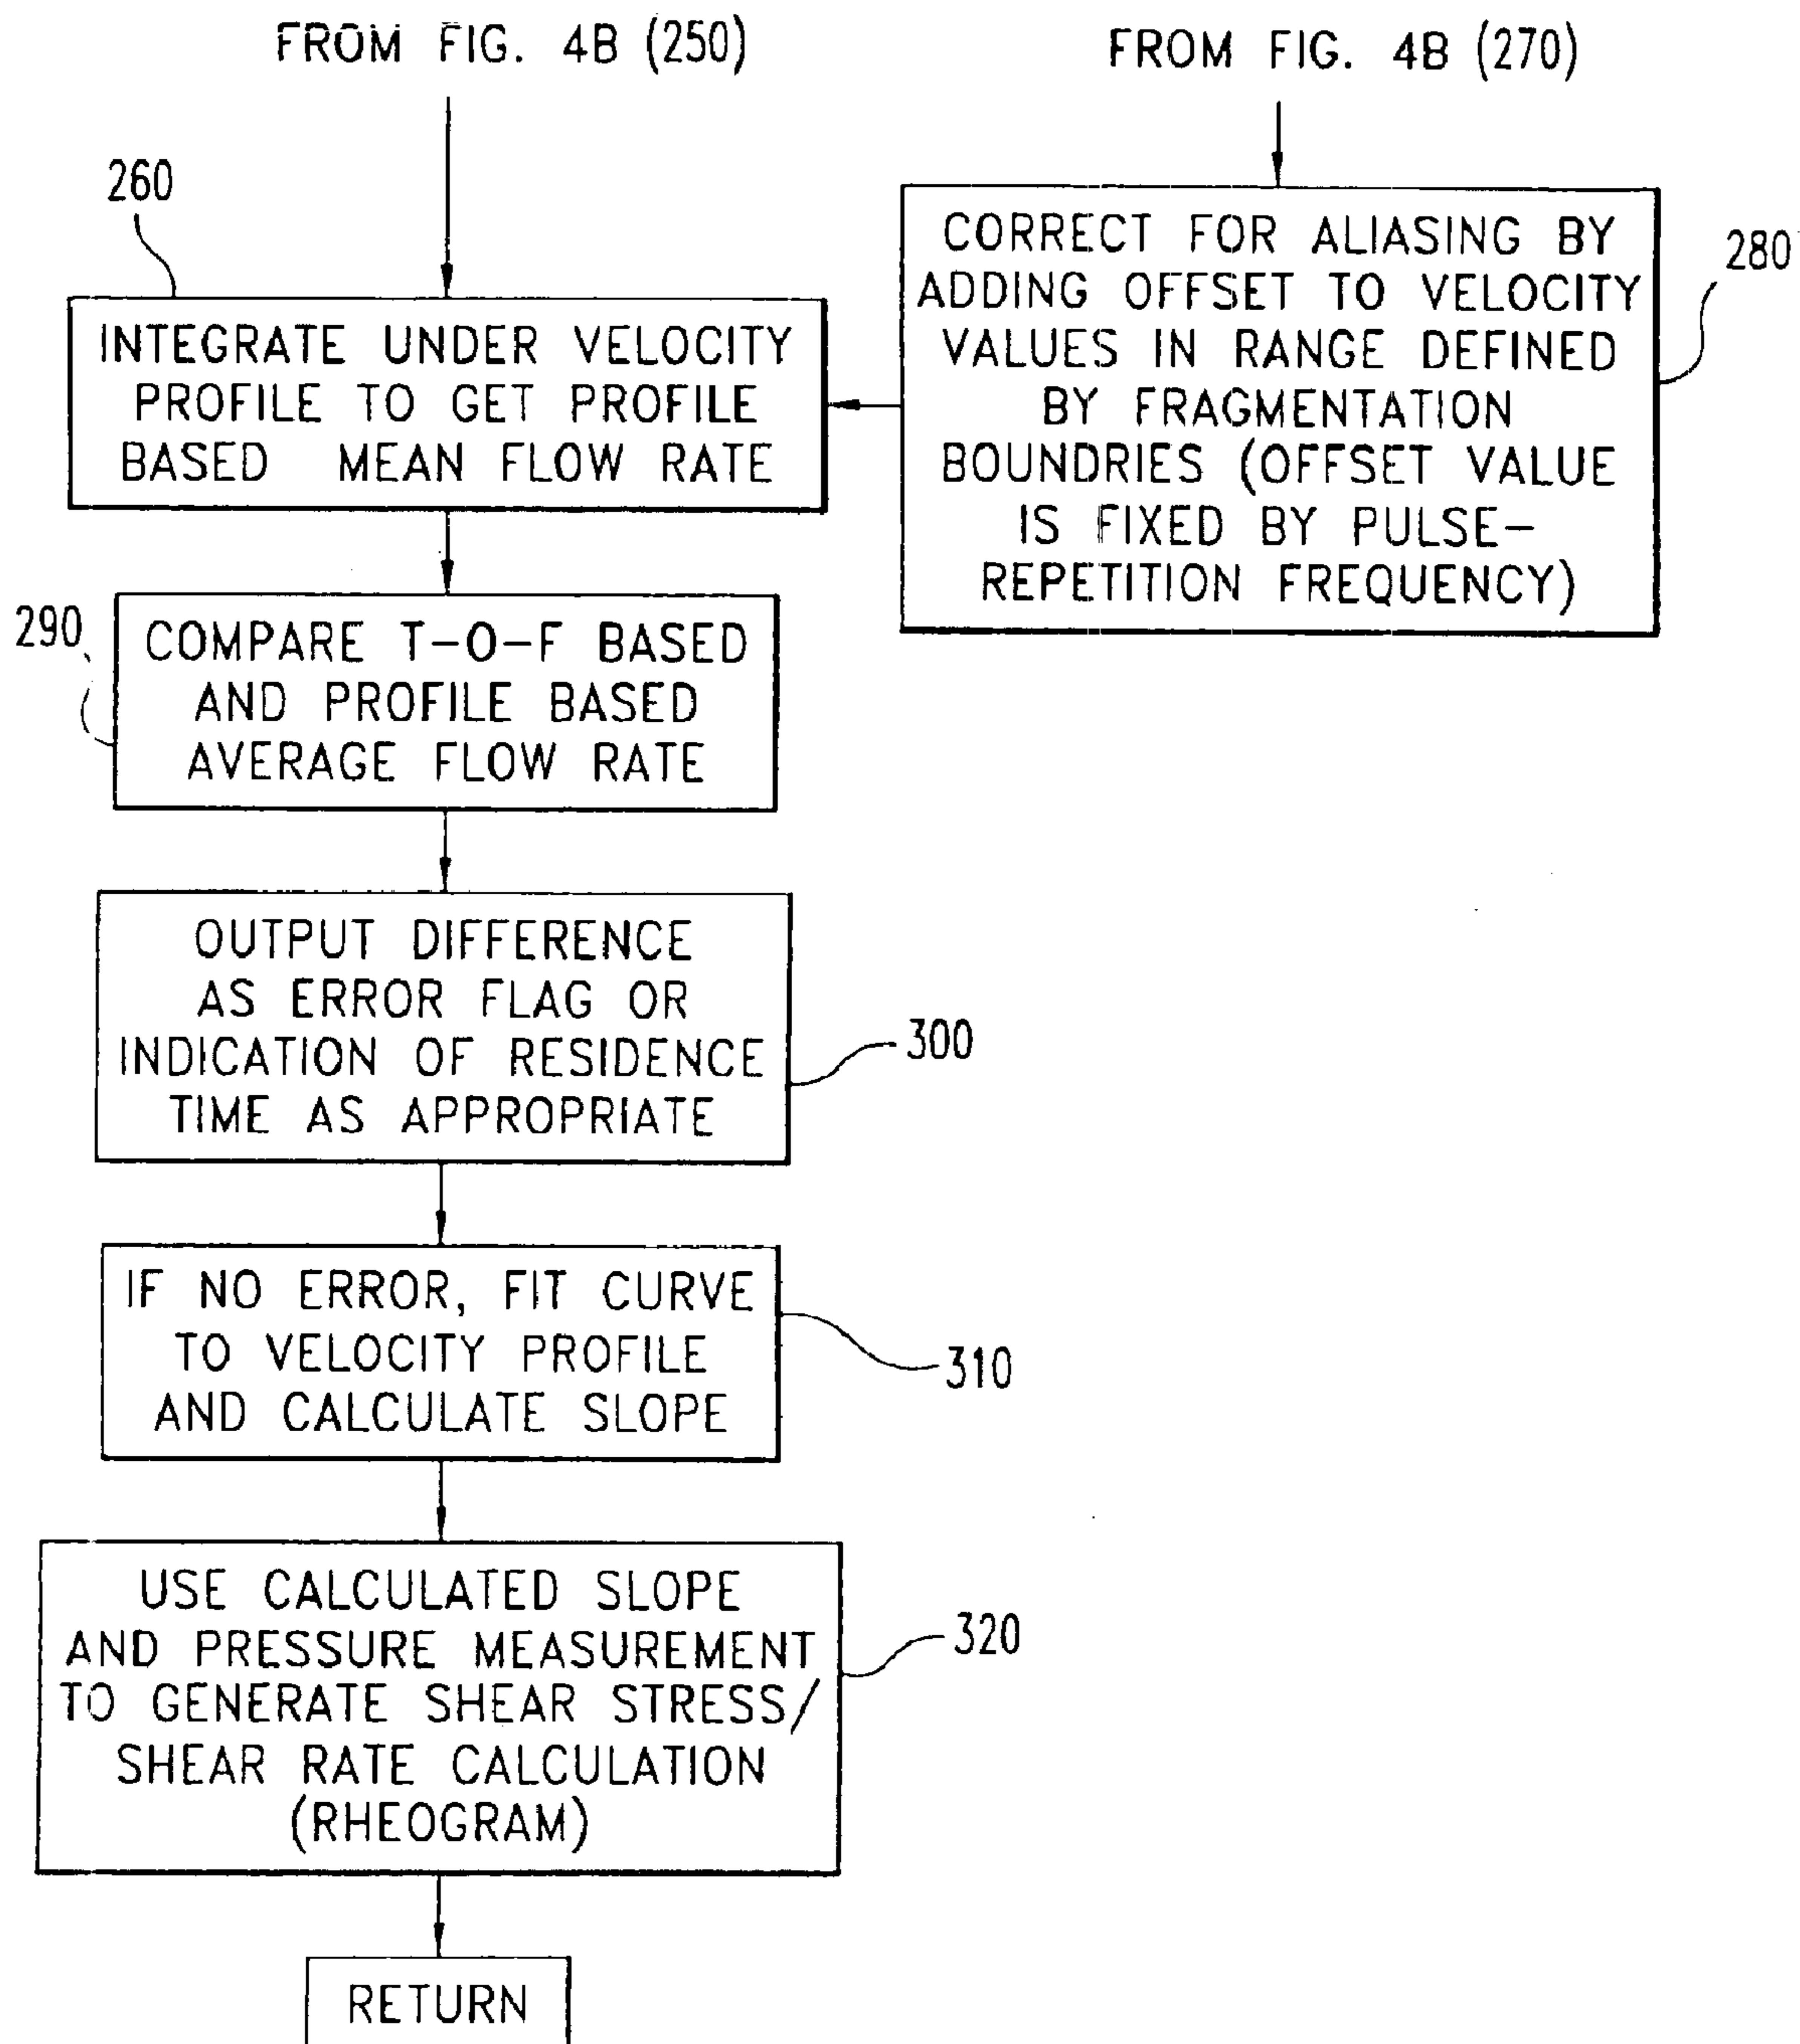 FROM FIG. 4B (250)
FROM FIG. 4B (270)
260
INTEGRATE UNDER VELOCITY
PROFILE TO GET PROFILE
BASED MEAN FLOW RATE
CORRECT FOR ALIASING BY
ADDING OFFSET TO VELOCITY
VALUES IN RANGE DEFINED
BY FRAGMENTATION
BOUNDRIES (OFFSET VALUE
IS FIXED BY PULSE-
REPETITION FREQUENCY)
280
290
COMPARE T-O-F BASED
AND PROFILE BASED
AVERAGE FLOW RATE
OUTPUT DIFFERENCE
AS ERROR FLAG OR
INDICATION OF RESIDENCE
TIME AS APPROPRIATE
300
IF NO ERROR, FIT CURVE
TO VELOCITY PROFILE
AND CALCULATE SLOPE
310
USE CALCULATED SLOPE
AND PRESSURE MEASUREMENT
TO GENERATE SHEAR STRESS/
SHEAR RATE CALCULATION
(RHEOGRAM)
320
RETURN